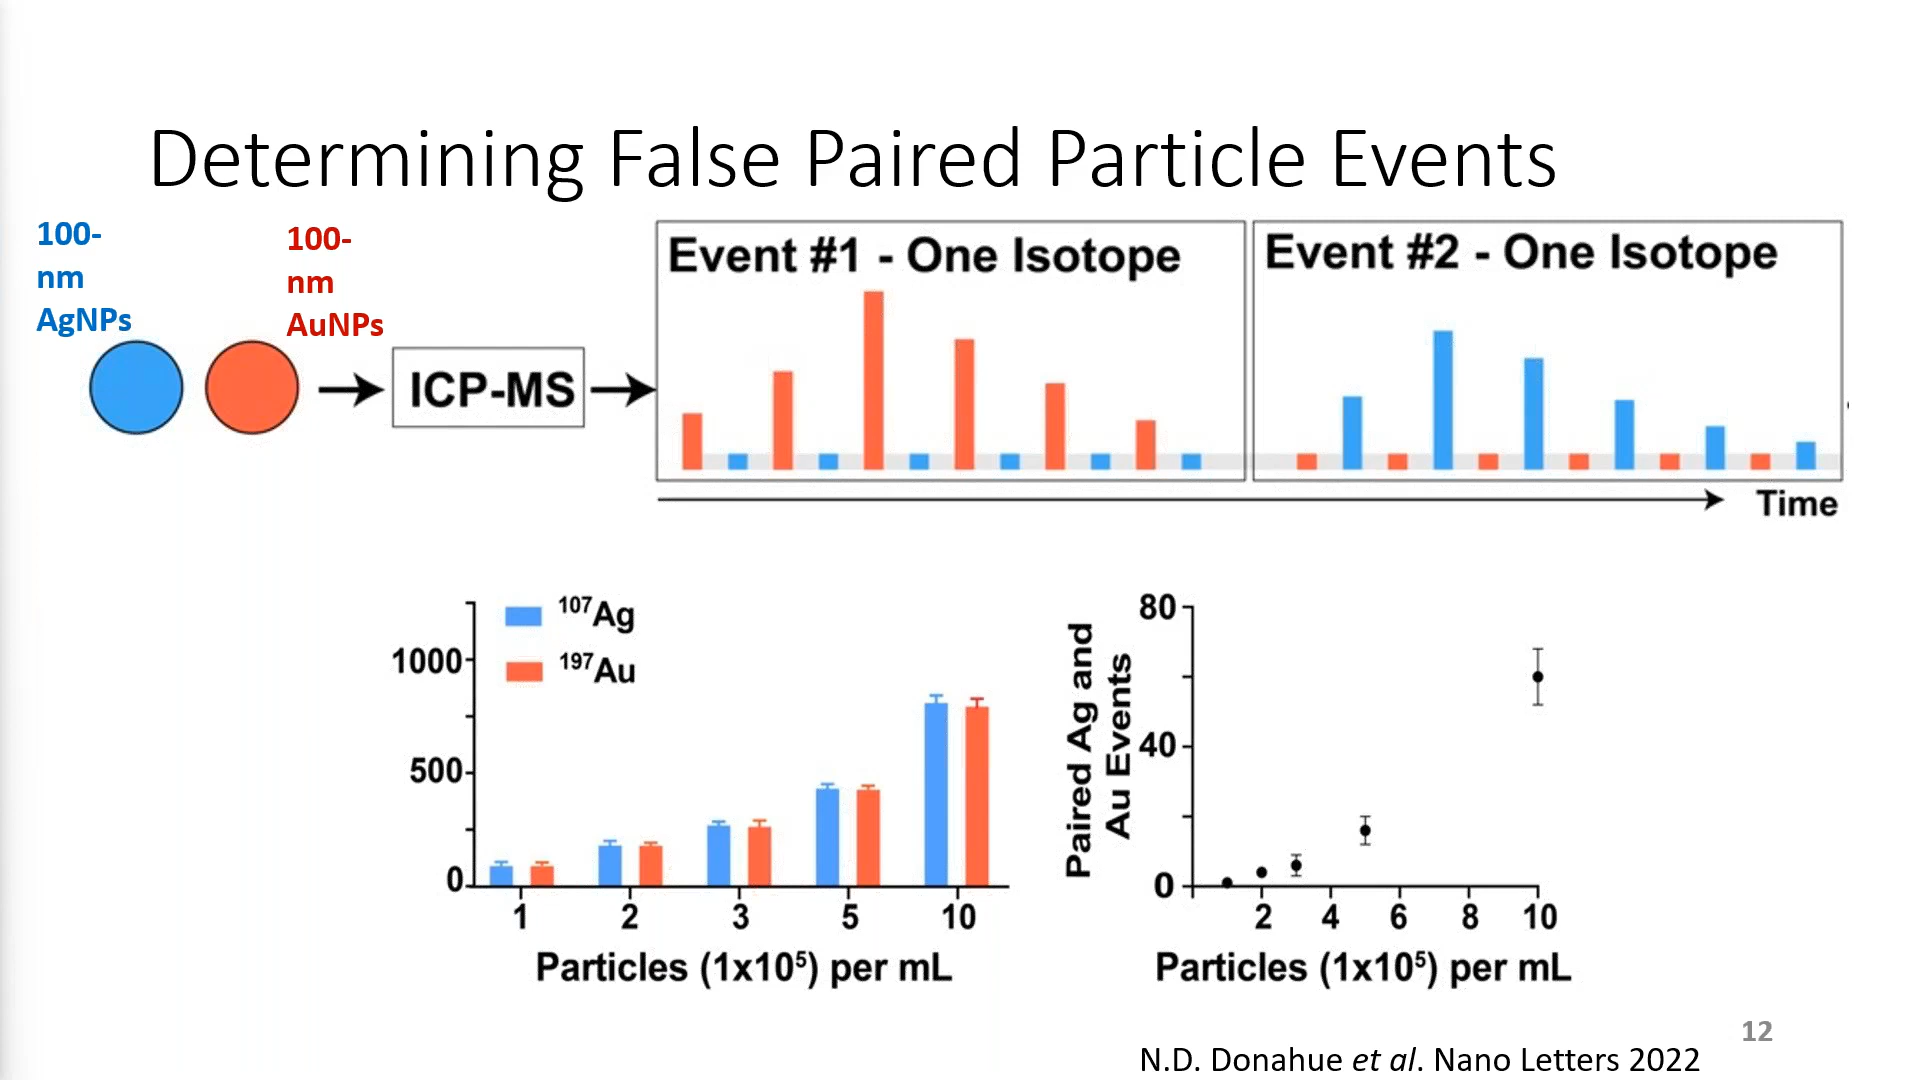 Determining False Paired Particle Events
100-
nm
AgNPs
100-
nm
AuNPs
ICP-MS
Event #1 - One Isotope
Event #2 - One Isotope
Time
¹⁰⁷Ag
¹⁹⁷Au
1000
500
0
1 2 3 5 10
Particles (1x10⁵) per mL
Paired Ag and
Au Events
80
40
0
2 4 6 8 10
Particles (1x10⁵) per mL
12
N.D. Donahue et al. Nano Letters 2022